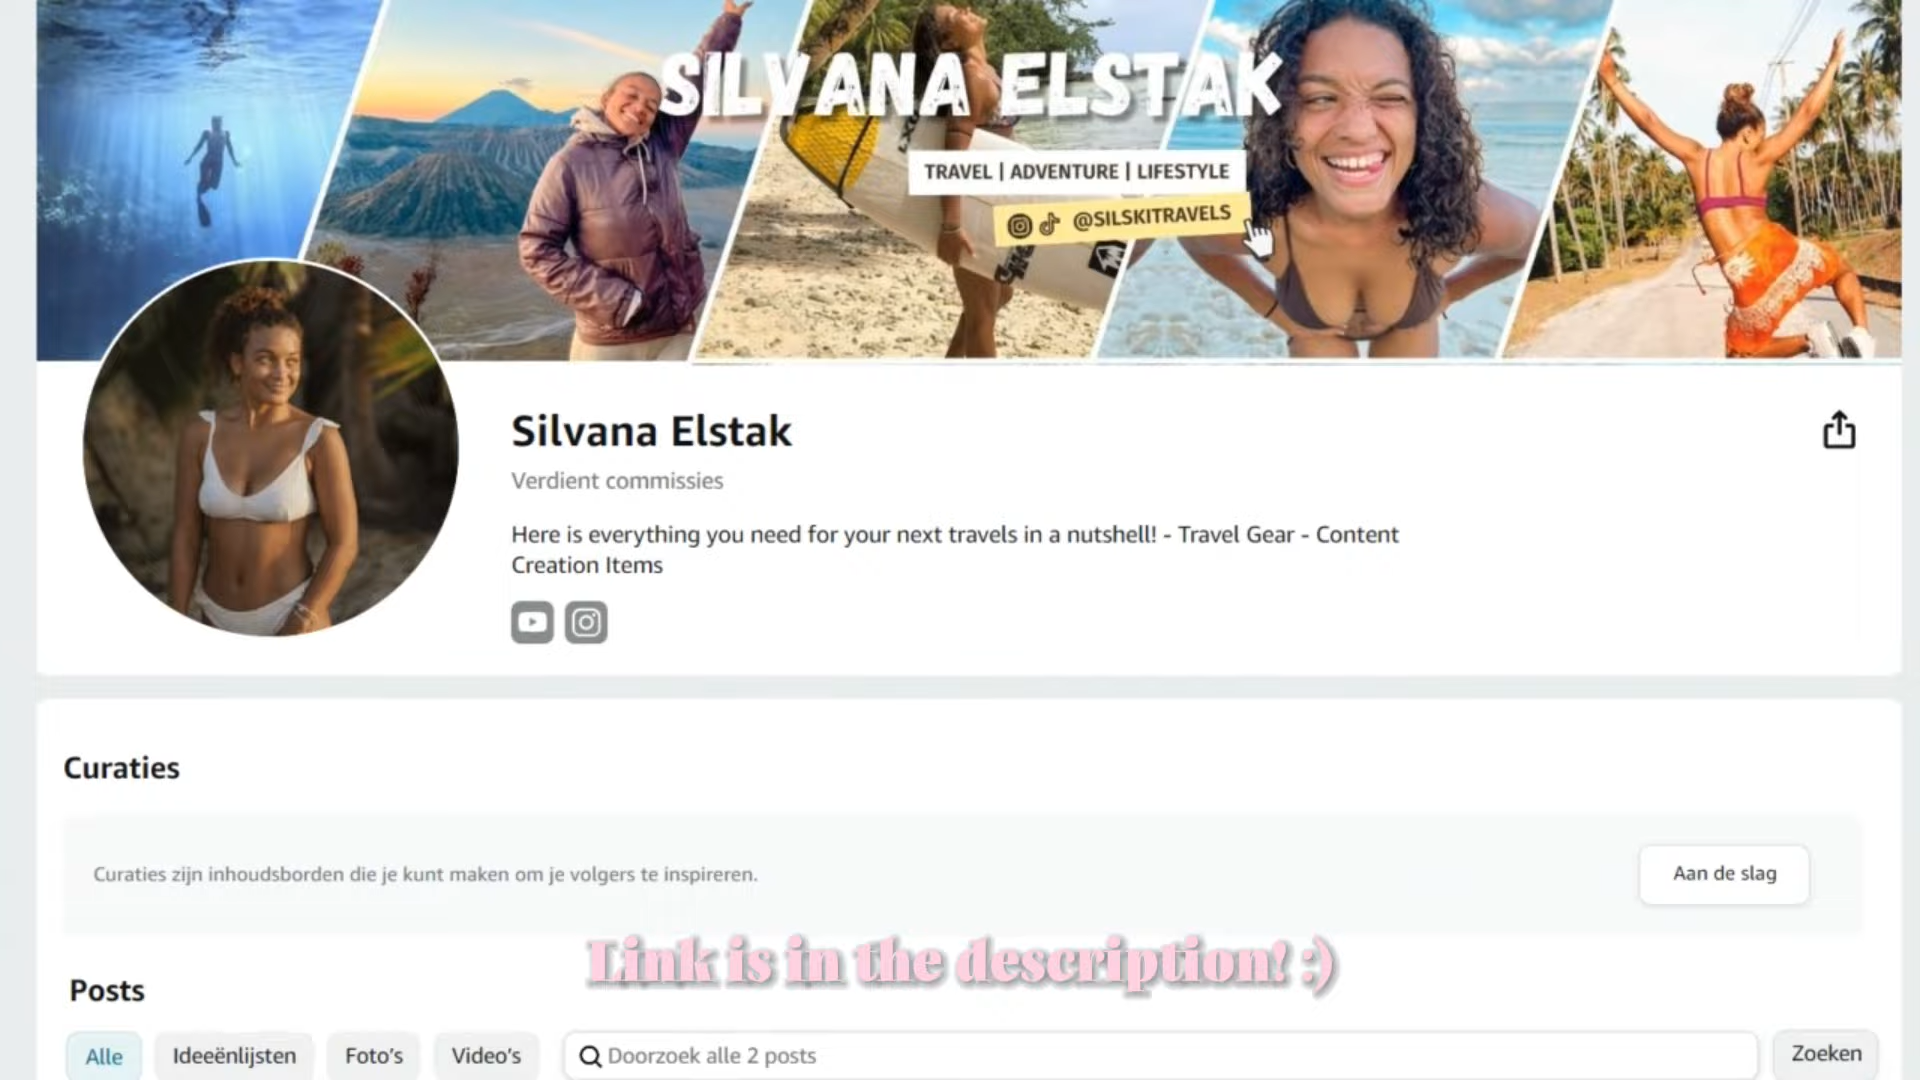 SILVANA ELSTAK
TRAVEL | ADVENTURE | LIFESTYLE
@SILSKITRAVELS
Silvana Elstak
Verdient commissies
Here is everything you need for your next travels in a nutshell! - Travel Gear - Content
Creation Items
Curaties
Curaties zijn inhoudsborden die je kunt maken om je volgers te inspireren.
Aan de slag
Link is in the description! :)
Posts
Alle
Ideeënlijsten
Foto's
Video's
Doorzoek alle 2 posts
Zoeken